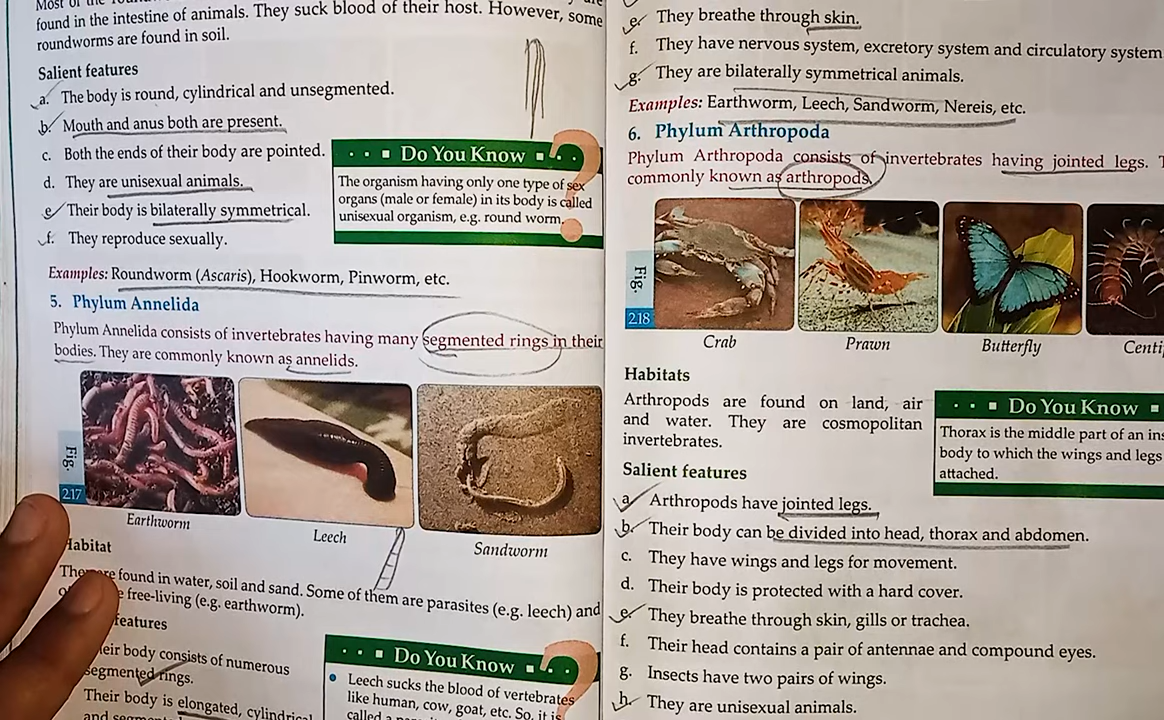 Most of the
found in the intestine of animals. They suck blood of their host. However, some
roundworms are found in soil.
Salient features
a. The body is round, cylindrical and unsegmented.
b. Mouth and anus both are present.
c. Both the ends of their body are pointed.
d. They are unisexual animals.
e. Their body is bilaterally symmetrical.
f. They reproduce sexually.
Do You Know ?
The organism having only one type of sex
organs (male or female) in its body is called
unisexual organism, e.g. round worm.
Examples: Roundworm (Ascaris), Hookworm, Pinworm, etc.
5. Phylum Annelida
Phylum Annelida consists of invertebrates having many segmented rings in their
bodies. They are commonly known as annelids.
Fig.
2.17
Earthworm
Leech
Sandworm
Habitat
found in water, soil and sand. Some of them are parasites (e.g. leech) and
free-living (e.g. earthworm).
features
body consists of numerous
segmented rings.
Their body is elongated, cylindrical
and
Do You Know ?
• Leech sucks the blood of vertebrates
like human, cow, goat, etc. So, it is
called a
e. They breathe through skin.
f. They have nervous system, excretory system and circulatory system
g. They are bilaterally symmetrical animals.
Examples: Earthworm, Leech, Sandworm, Nereis, etc.
6. Phylum Arthropoda
Phylum Arthropoda consists of invertebrates having jointed legs.
commonly known as arthropods.
Fig.
2.18
Crab
Prawn
Butterfly
Centi
Habitats
Arthropods are found on land, air
and water. They are cosmopolitan
invertebrates.
Do You Know
Thorax is the middle part of an
body to which the wings and legs
attached.
Salient features
a. Arthropods have jointed legs.
b. Their body can be divided into head, thorax and abdomen.
c. They have wings and legs for movement.
d. Their body is protected with a hard cover.
e. They breathe through skin, gills or trachea.
f. Their head contains a pair of antennae and compound eyes.
g. Insects have two pairs of wings.
h. They are unisexual animals.